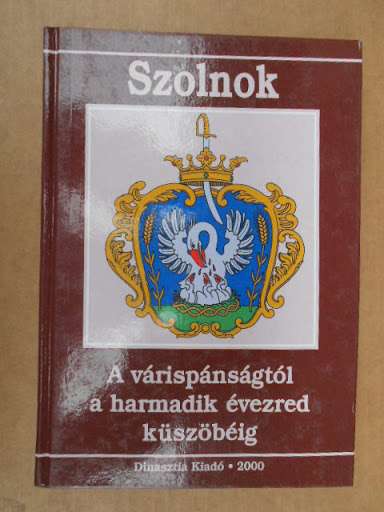 Szolnok
A várispánságtól
a harmadik évezred
küszöbéig
Dinasztia Kiadó • 2000